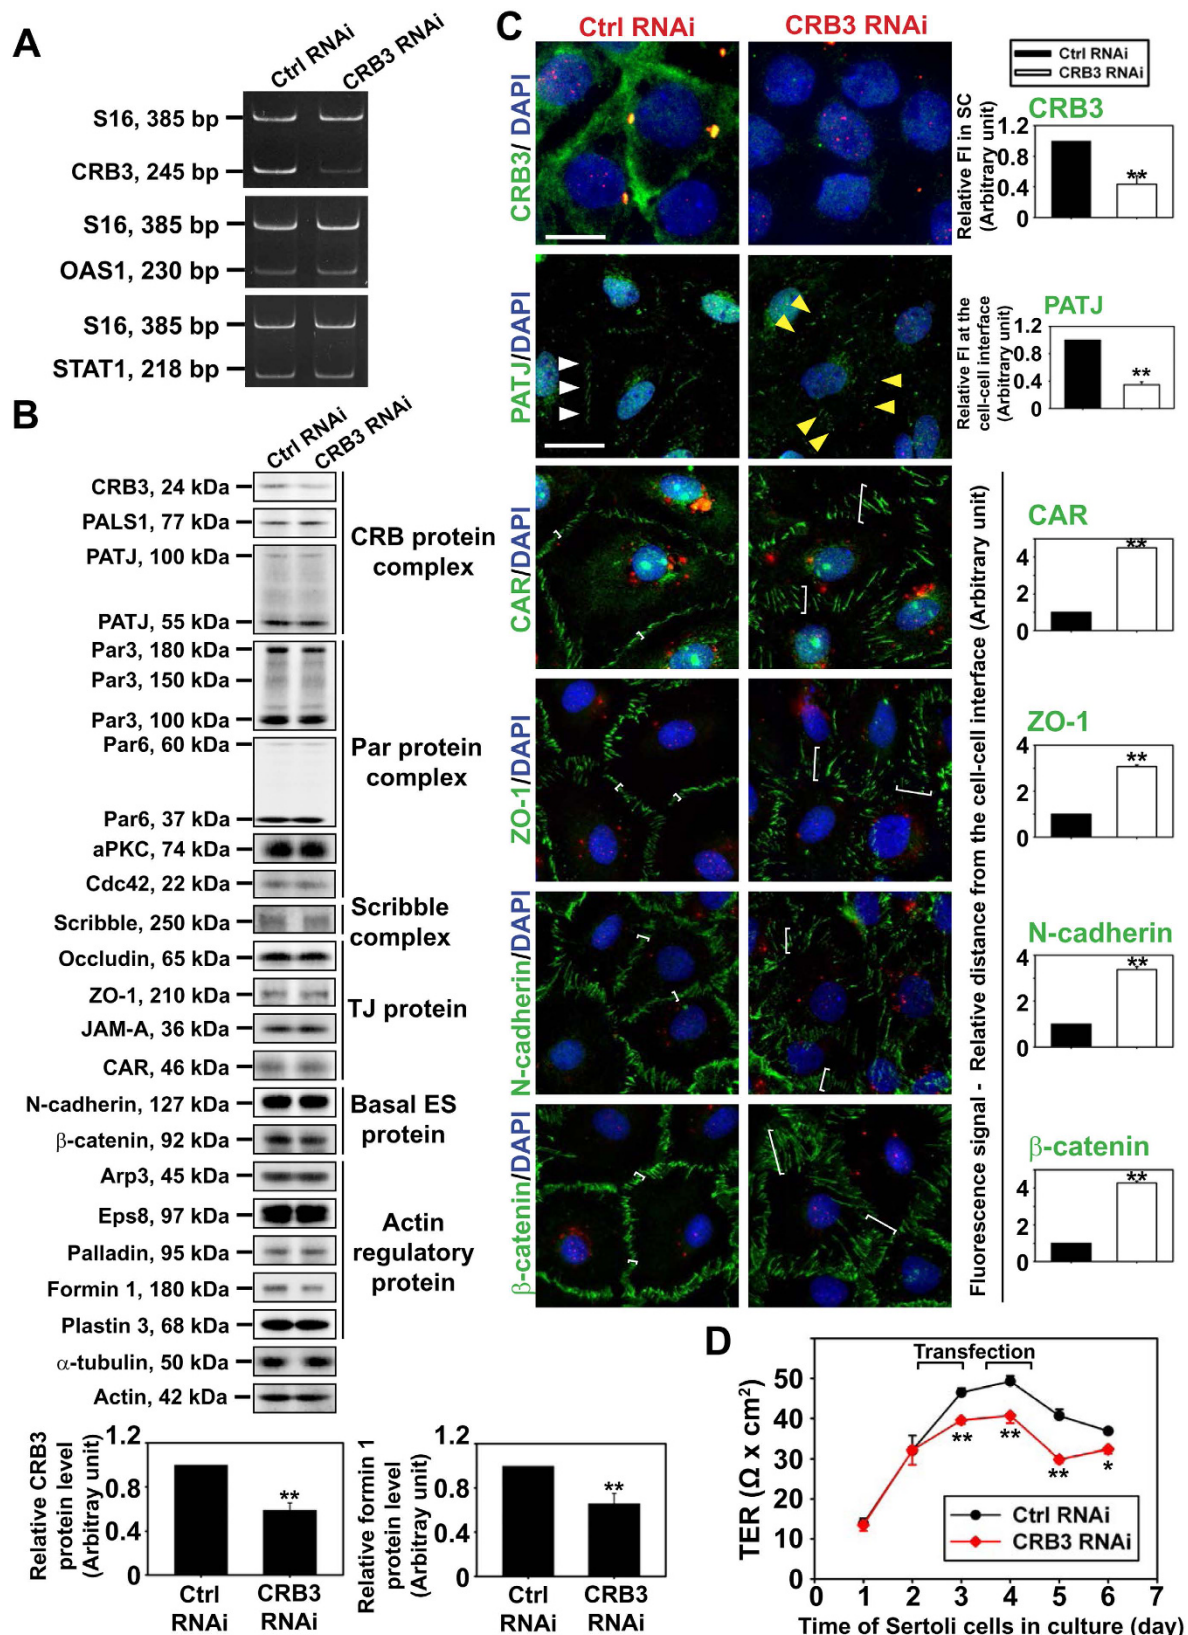 A
Ctrl RNAi
CRB3 RNAi
S16, 385 bp
CRB3, 245 bp
S16, 385 bp
OAS1, 230 bp
S16, 385 bp
STAT1, 218 bp
B
Ctrl RNAi
CRB3 RNAi
CRB3, 24 kDa
PALS1, 77 kDa
PATJ, 100 kDa
PATJ, 55 kDa
CRB protein
complex
Par3, 180 kDa
Par3, 150 kDa
Par3, 100 kDa
Par6, 60 kDa
Par6, 37 kDa
aPKC, 74 kDa
Cdc42, 22 kDa
Par protein
complex
Scribble, 250 kDa
Scribble
complex
Occludin, 65 kDa
ZO-1, 210 kDa
JAM-A, 36 kDa
CAR, 46 kDa
TJ protein
N-cadherin, 127 kDa
β-catenin, 92 kDa
Basal ES
protein
Arp3, 45 kDa
Eps8, 97 kDa
Palladin, 95 kDa
Formin 1, 180 kDa
Plastin 3, 68 kDa
Actin
regulatory
protein
α-tubulin, 50 kDa
Actin, 42 kDa
Relative CRB3
protein level
(Arbitray unit)
1.2
0.8
0.4
0
**
Ctrl
RNAi
CRB3
RNAi
Relative formin 1
protein level
(Arbitray unit)
1.2
0.8
0.4
0
**
Ctrl
RNAi
CRB3
RNAi
C
Ctrl RNAi
CRB3 RNAi
Ctrl RNAi
CRB3 RNAi
CRB3/ DAPI
CRB3
Relative FI in SC
(Arbitrary unit)
1.2
0.8
0.4
0
**
PATJ/DAPI
PATJ
Relative FI at the
cell-cell interface
(Arbitrary unit)
1.2
0.8
0.4
0
**
Fluorescence signal - Relative distance from the cell-cell interface (Arbitrary unit)
CAR/DAPI
CAR
4
2
0
**
ZO-1/DAPI
ZO-1
4
2
0
**
N-cadherin/DAPI
N-cadherin
4
2
0
**
β-catenin/DAPI
β-catenin
4
2
0
**
D
Transfection
TER (Ω x cm²)
50
40
30
20
10
0
**
**
**
*
Ctrl RNAi
CRB3 RNAi
0 1 2 3 4 5 6 7
Time of Sertoli cells in culture (day)